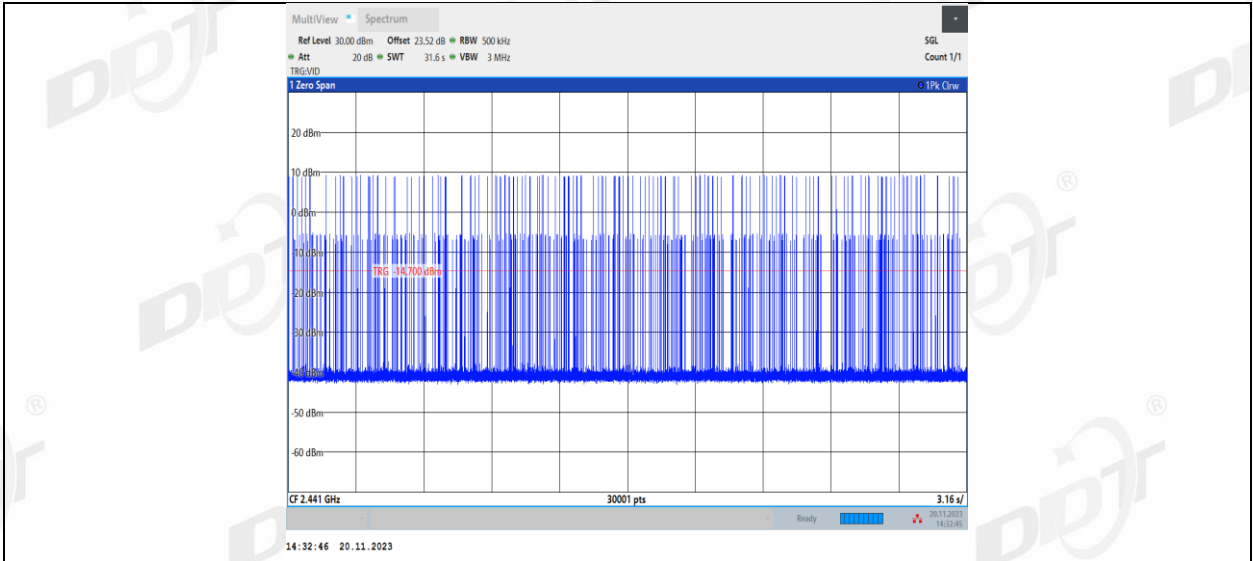 MultiView Spectrum
Ref Level 30.00 dBm Offset 23.52 dB RBW 500 kHz SGL
Att 20 dB SWT 31.6 s VBW 3 MHz Count 1/1
TRG:VID
1 Zero Span 1Pk Clrw
20 dBm
10 dBm
0 dBm
-10 dBm
TRG -14.700 dBm
-20 dBm
-30 dBm
-40 dBm
-50 dBm
-60 dBm
CF 2.441 GHz 30001 pts 3.16 s/
Ready 20.11.2023
14:32:45
14:32:46 20.11.2023
DDT
®
DDT
®
DDT
®
DDT
®